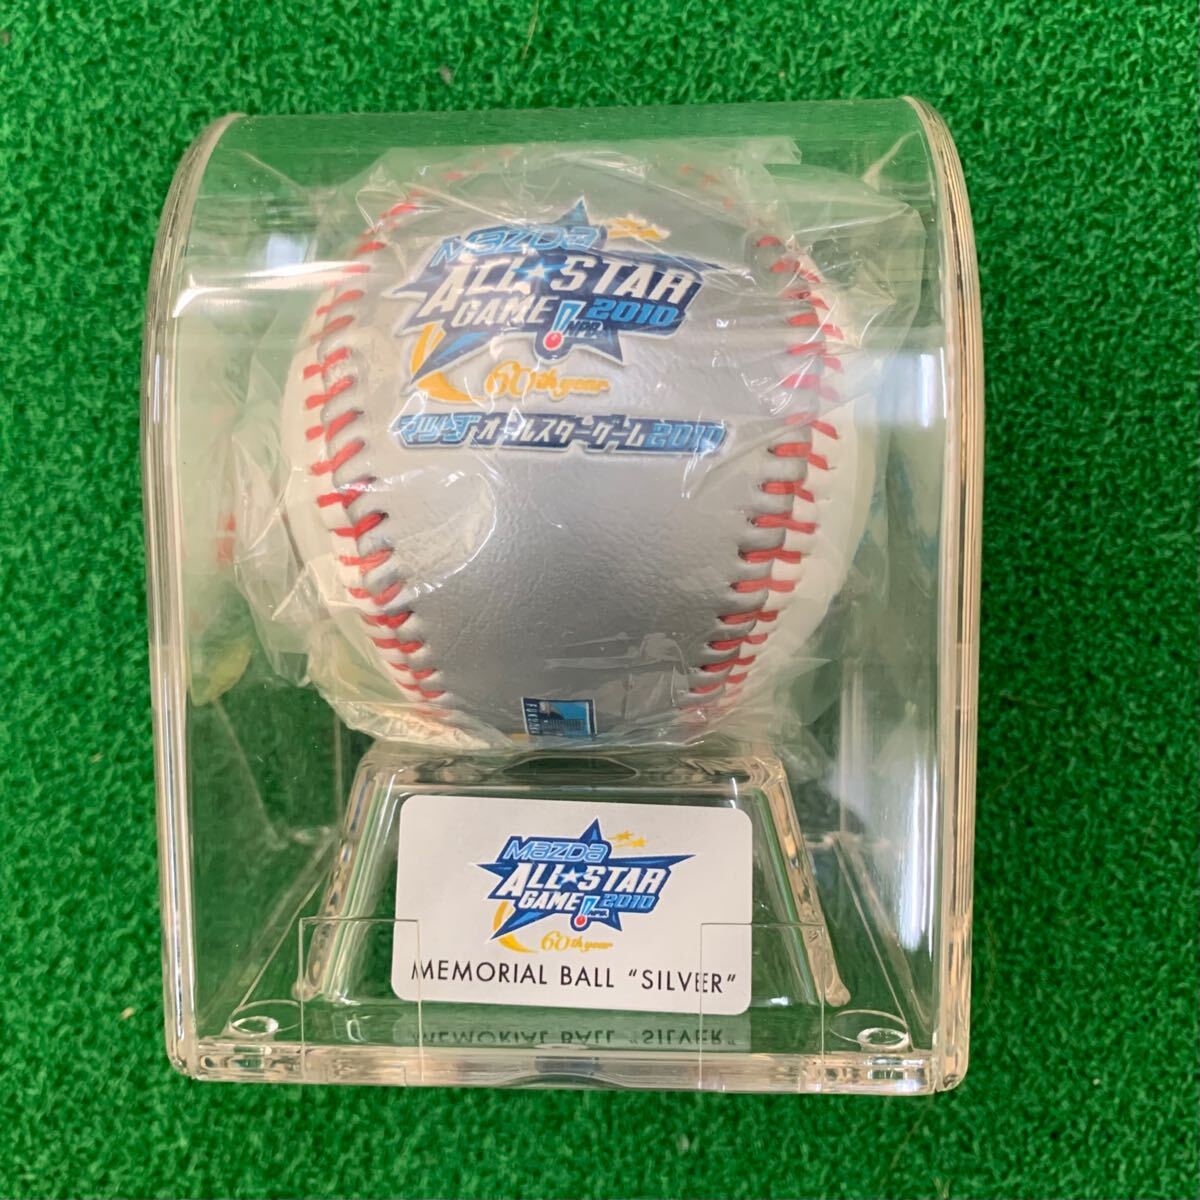 Mazda
ALL★STAR
GAME! 2010
NPB
60th year
マツダオールスターゲーム2010
Mazda
ALL★STAR
GAME! 2010
NPB
60th year
MEMORIAL BALL "SILVER"